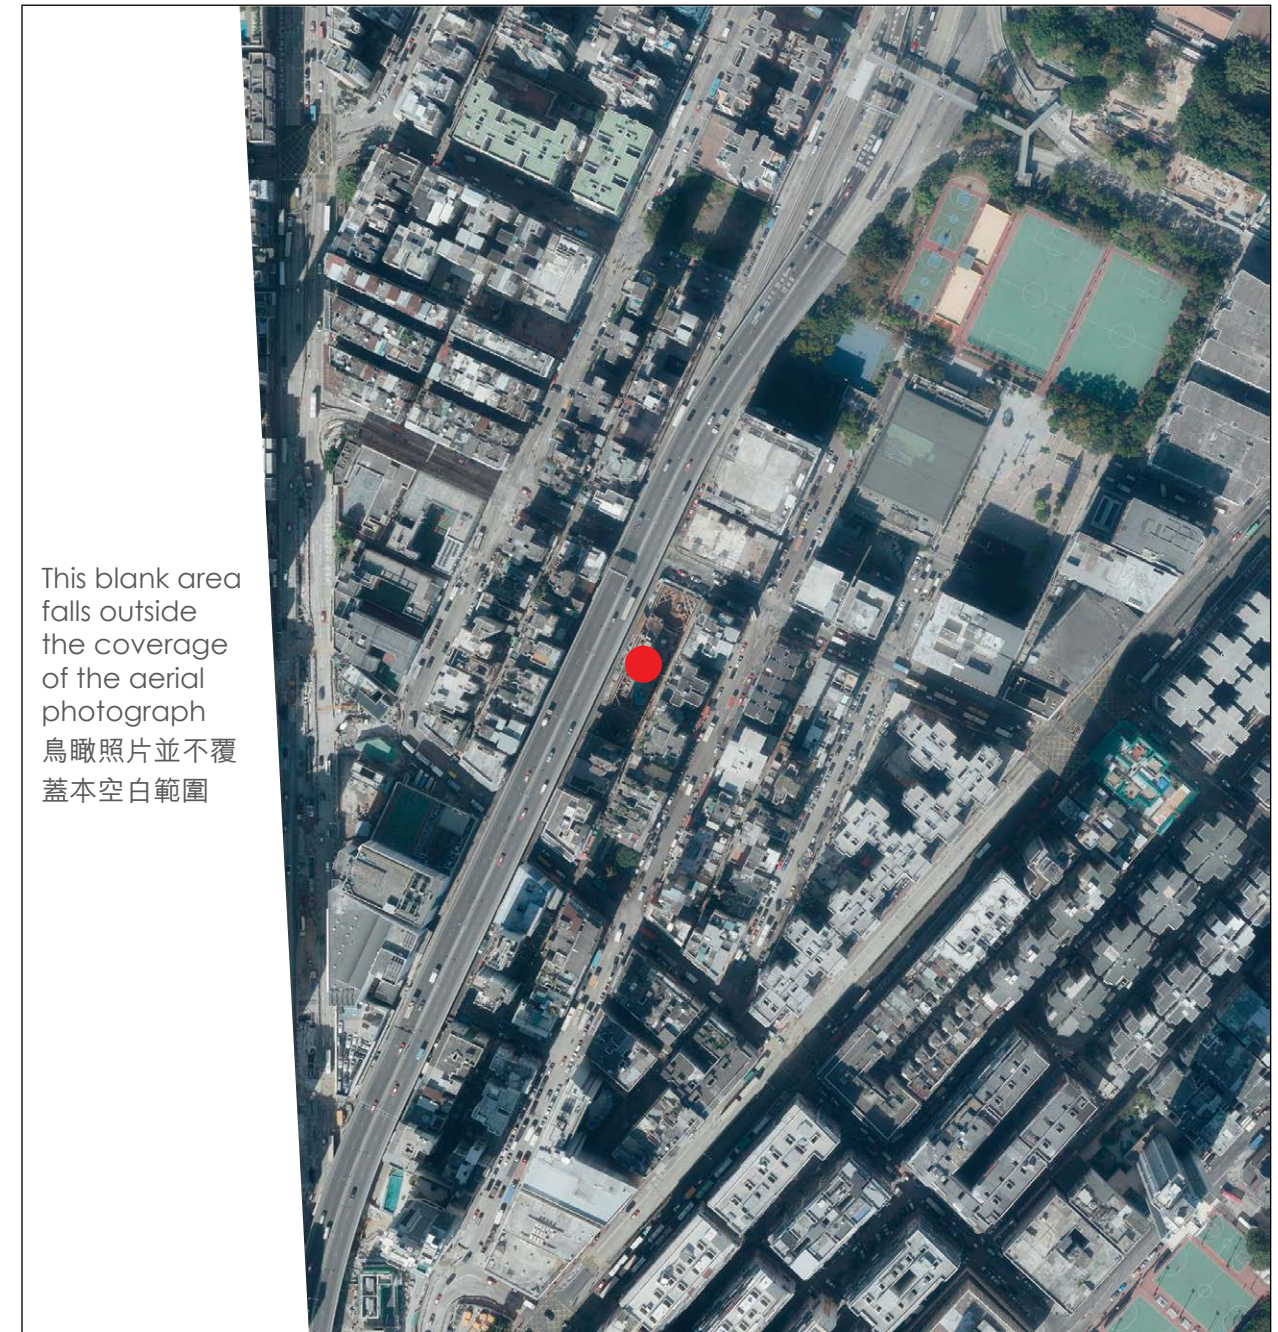 This blank area
falls outside
the coverage
of the aerial
photograph
鳥瞰照片並不覆
蓋本空白範圍